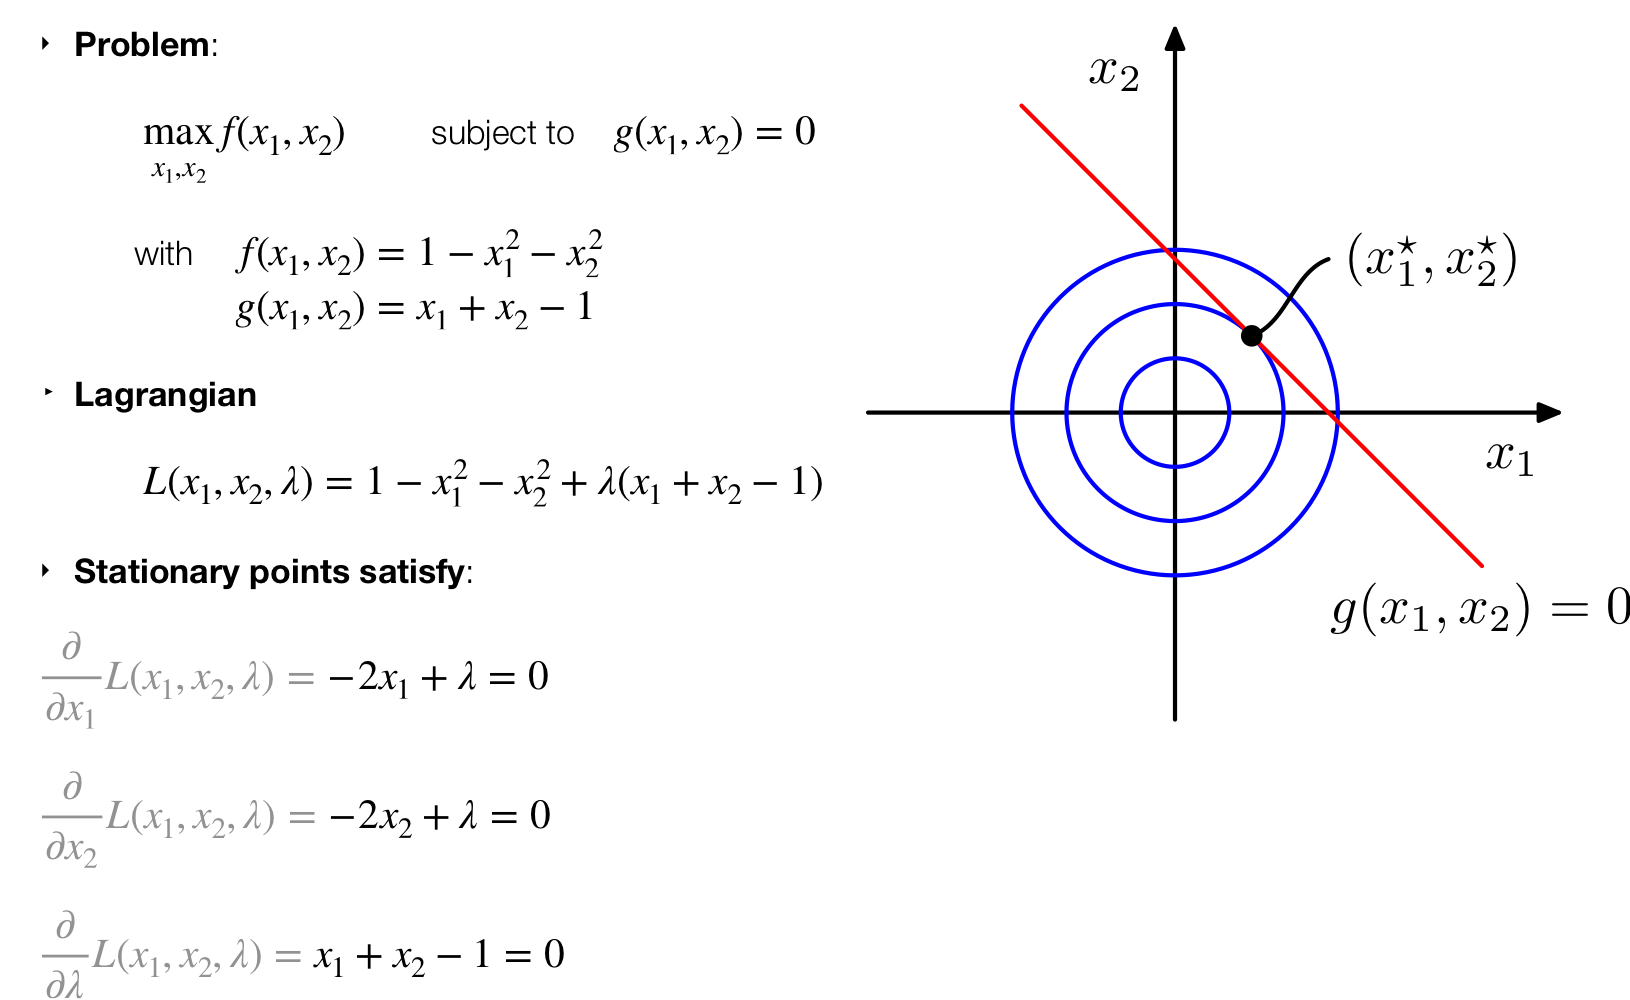 ‣ Problem:
max f(x₁, x₂) subject to g(x₁, x₂) = 0
x₁,x₂
with f(x₁, x₂) = 1 − x₁² − x₂²
g(x₁, x₂) = x₁ + x₂ − 1
‣ Lagrangian
L(x₁, x₂, λ) = 1 − x₁² − x₂² + λ(x₁ + x₂ − 1)
‣ Stationary points satisfy:
∂/∂x₁ L(x₁, x₂, λ) = −2x₁ + λ = 0
∂/∂x₂ L(x₁, x₂, λ) = −2x₂ + λ = 0
∂/∂λ L(x₁, x₂, λ) = x₁ + x₂ − 1 = 0
x₂
(x₁⋆, x₂⋆)
x₁
g(x₁, x₂) = 0